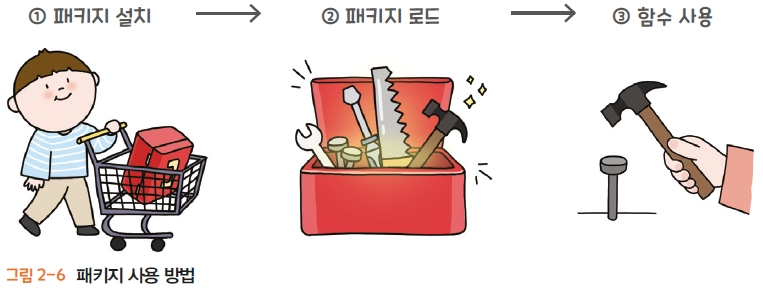 ① 패키지 설치 → ② 패키지 로드 → ③ 함수 사용
그림 2-6 패키지 사용 방법